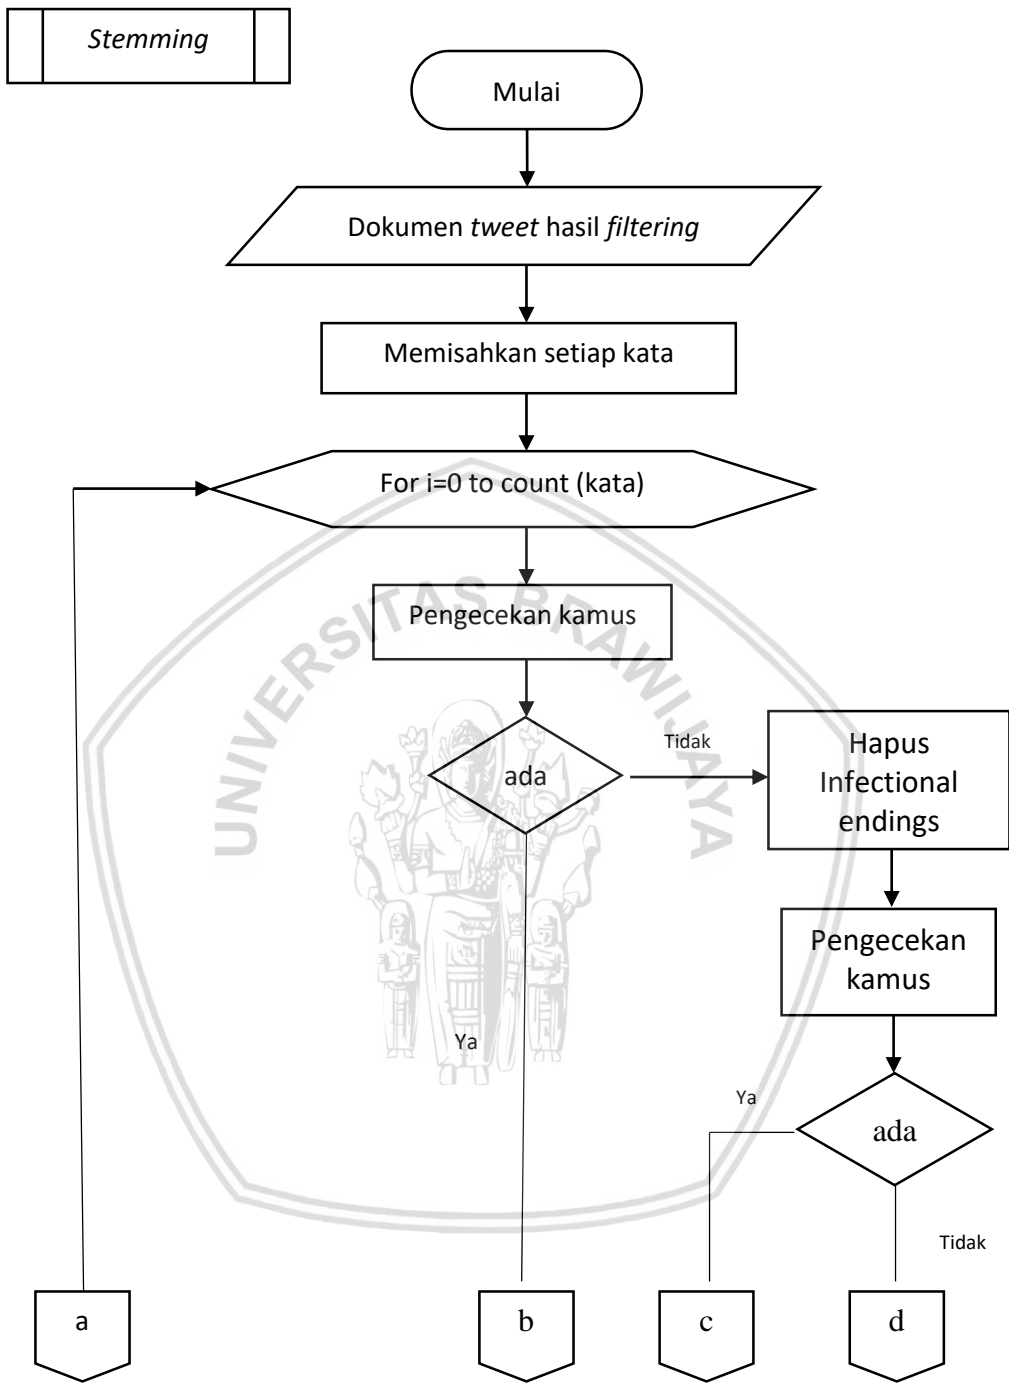 Stemming
Mulai
Dokumen tweet hasil filtering
Memisahkan setiap kata
For i=0 to count (kata)
Pengecekan kamus
UNIVERSITAS BRAWIJAYA
ada
Tidak
Hapus
Infectional
endings
Pengecekan
kamus
Ya
Ya
ada
Tidak
a
b
c
d